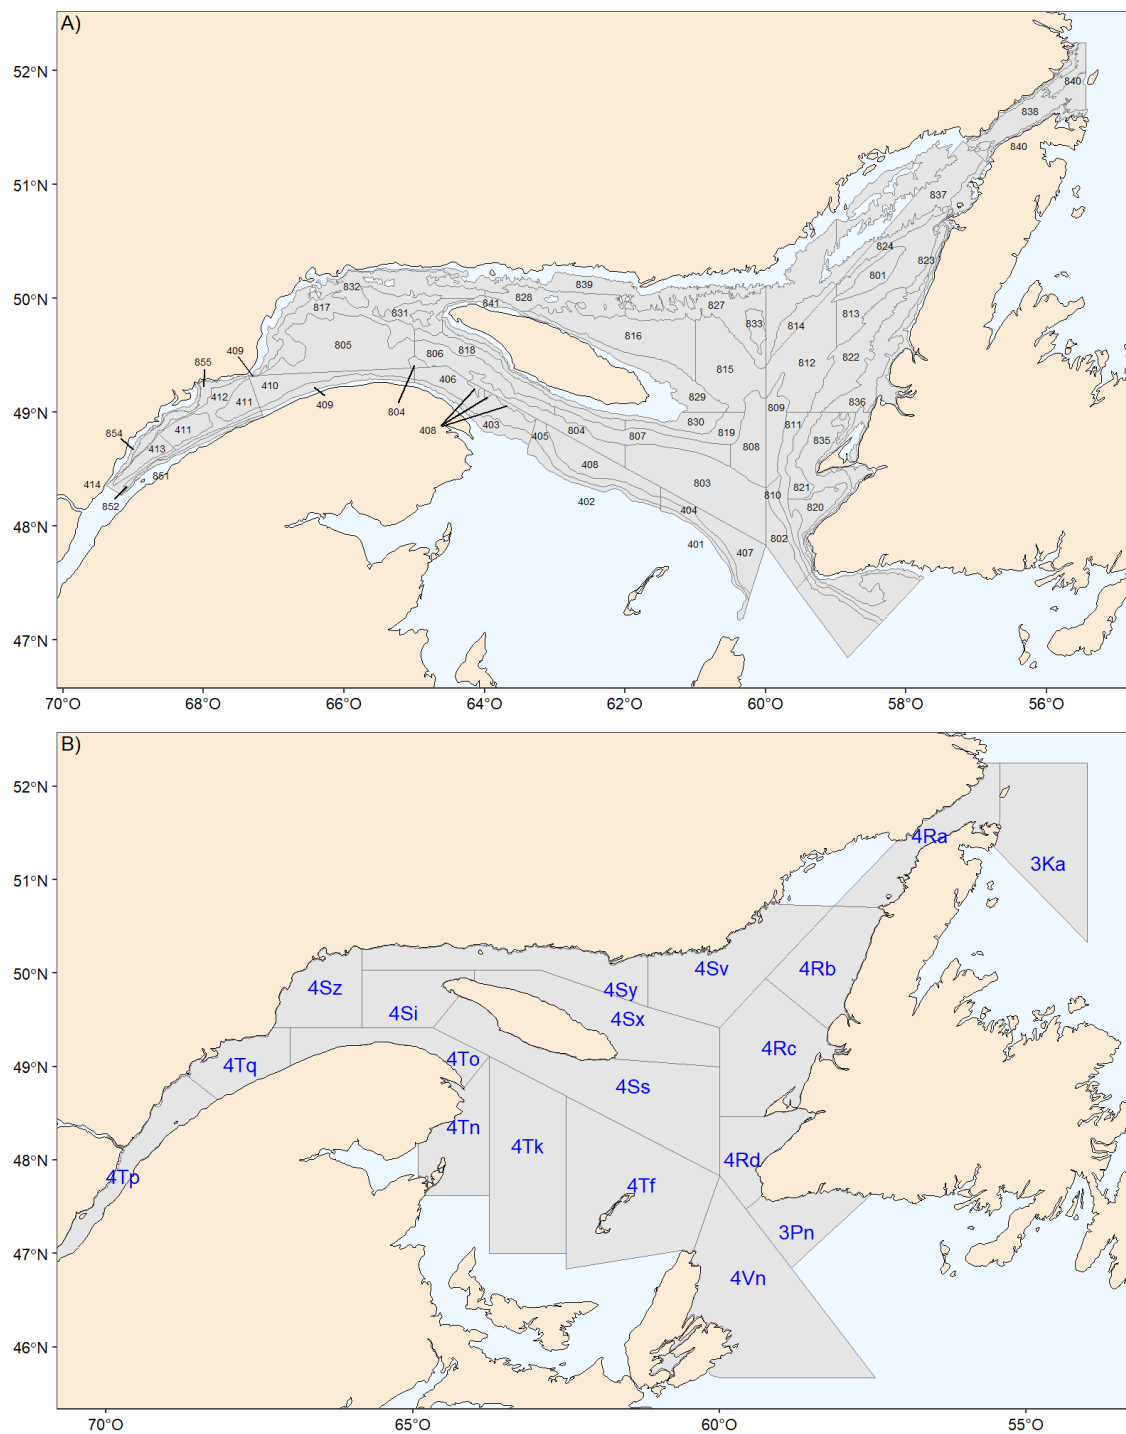 A)
52°N
840
838
840
51°N
837
824
823
801
50°N
832
839
841
828
827
817
831
833
813
814
816
805
806
818
815
822
812
855
409
410
406
412
411
409
804
829
809
836
49°N
408
403
830
811
411
405
804
807
819
835
854
413
808
408
414
851
803
821
852
402
810
820
48°N
404
401
407
802
47°N
70°O
68°O
66°O
64°O
62°O
60°O
58°O
56°O
B)
52°N
4Ra
51°N
3Ka
50°N
4Sz
4Sy
4Sv
4Rb
4Si
4Sx
4Tq
4To
4Rc
49°N
4Ss
4Tn
4Tk
48°N
4Tp
4Tf
4Rd
3Pn
47°N
4Vn
46°N
70°O
65°O
60°O
55°O